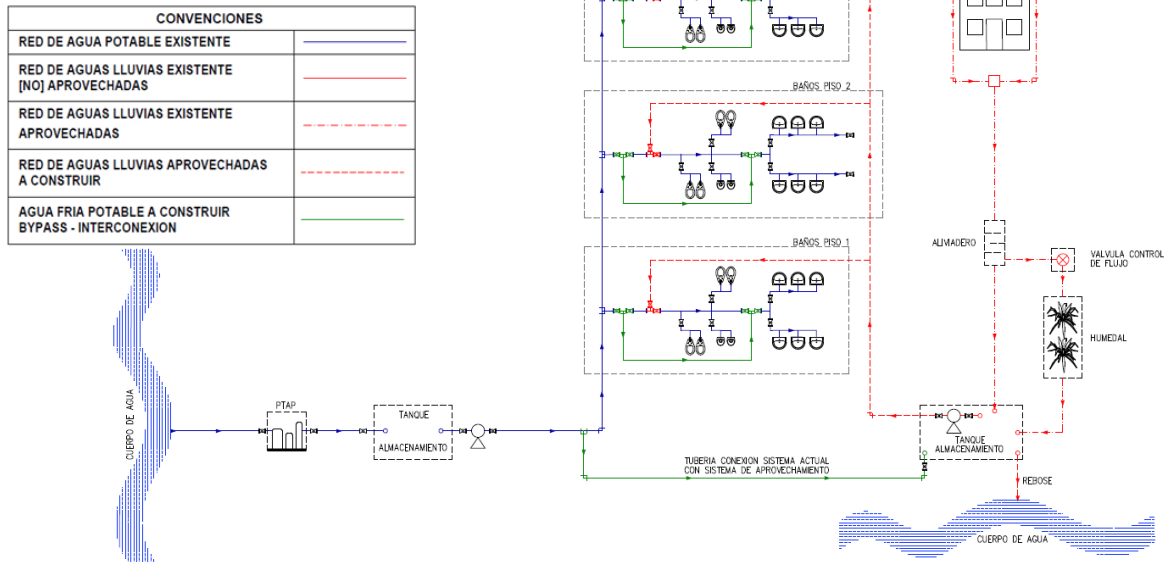 CONVENCIONES
RED DE AGUA POTABLE EXISTENTE
RED DE AGUAS LLUVIAS EXISTENTE
[NO] APROVECHADAS
RED DE AGUAS LLUVIAS EXISTENTE
APROVECHADAS
RED DE AGUAS LLUVIAS APROVECHADAS
A CONSTRUIR
AGUA FRIA POTABLE A CONSTRUIR
BYPASS - INTERCONEXION
BAÑOS PISO 2
BAÑOS PISO 1
ALIVIADERO
VALVULA CONTROL
DE FLUJO
HUMEDAL
CUERPO DE AGUA
PTAP
TANQUE
ALMACENAMIENTO
TUBERIA CONEXION SISTEMA ACTUAL
CON SISTEMA DE APROVECHAMIENTO
TANQUE
ALMACENAMIENTO
REBOSE
CUERPO DE AGUA